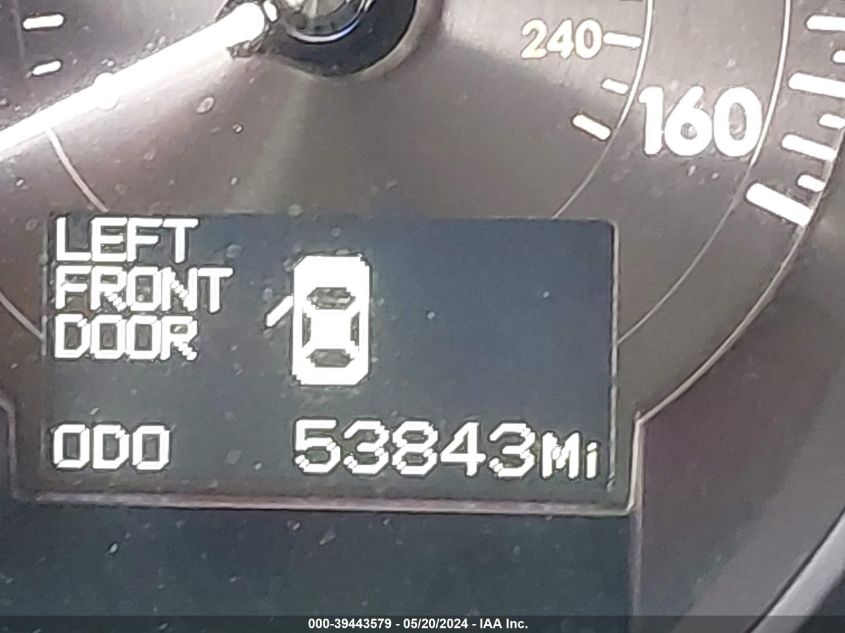 240
160
LEFT
FRONT
DOOR
ODO 53843Mi
000-39443579 - 05/20/2024 - IAA Inc.